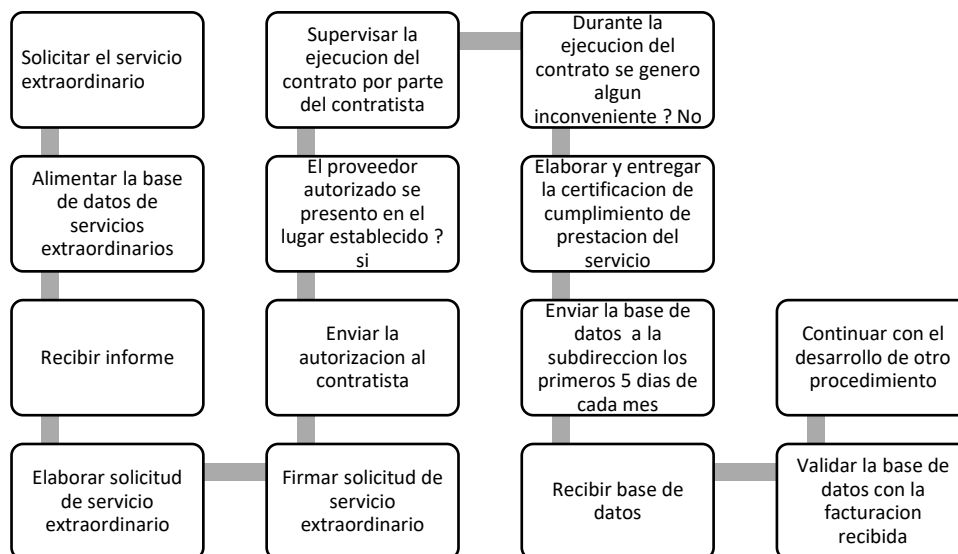 Solicitar el servicio
extraordinario
Alimentar la base
de datos de
servicios
extraordinarios
Recibir informe
Elaborar solicitud
de servicio
extraordinario
Firmar solicitud de
servicio
extraordinario
Enviar la
autorizacion al
contratista
El proveedor
autorizado se
presento en el
lugar establecido ?
si
Supervisar la
ejecucion del
contrato por parte
del contratista
Durante la
ejecucion del
contrato se genero
algun
inconveniente ? No
Elaborar y entregar
la certificacion de
cumplimiento de
prestacion del
servicio
Enviar la base de
datos a la
subdireccion los
primeros 5 dias de
cada mes
Recibir base de
datos
Validar la base de
datos con la
facturacion
recibida
Continuar con el
desarrollo de otro
procedimiento